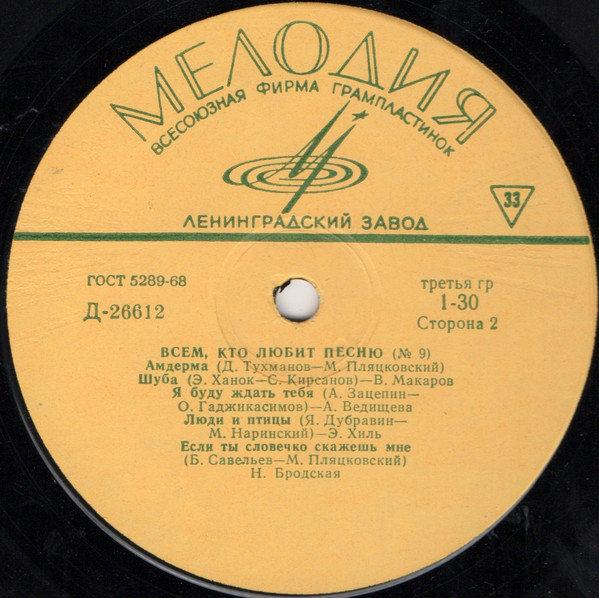 МЕЛОДИЯ
ВСЕСОЮЗНАЯ ФИРМА ГРАМПЛАСТИНОК
33
ЛЕНИНГРАДСКИЙ ЗАВОД
ГОСТ 5289-68
Д-26612
третья гр
1-30
Сторона 2
ВСЕМ, КТО ЛЮБИТ ПЕСНЮ (№ 9)
Амдерма (Д. Тухманов—М. Пляцковский)
Шуба (Э. Ханок—С. Кирсанов)—В. Макаров
Я буду ждать тебя (А. Зацепин—
О. Гаджикасимов)—А. Ведищева
Люди и птицы (Я. Дубравин—
М. Наринский)—Э. Хиль
Если ты словечко скажешь мне
(Б. Савельев—М. Пляцковский)
Н. Бродская